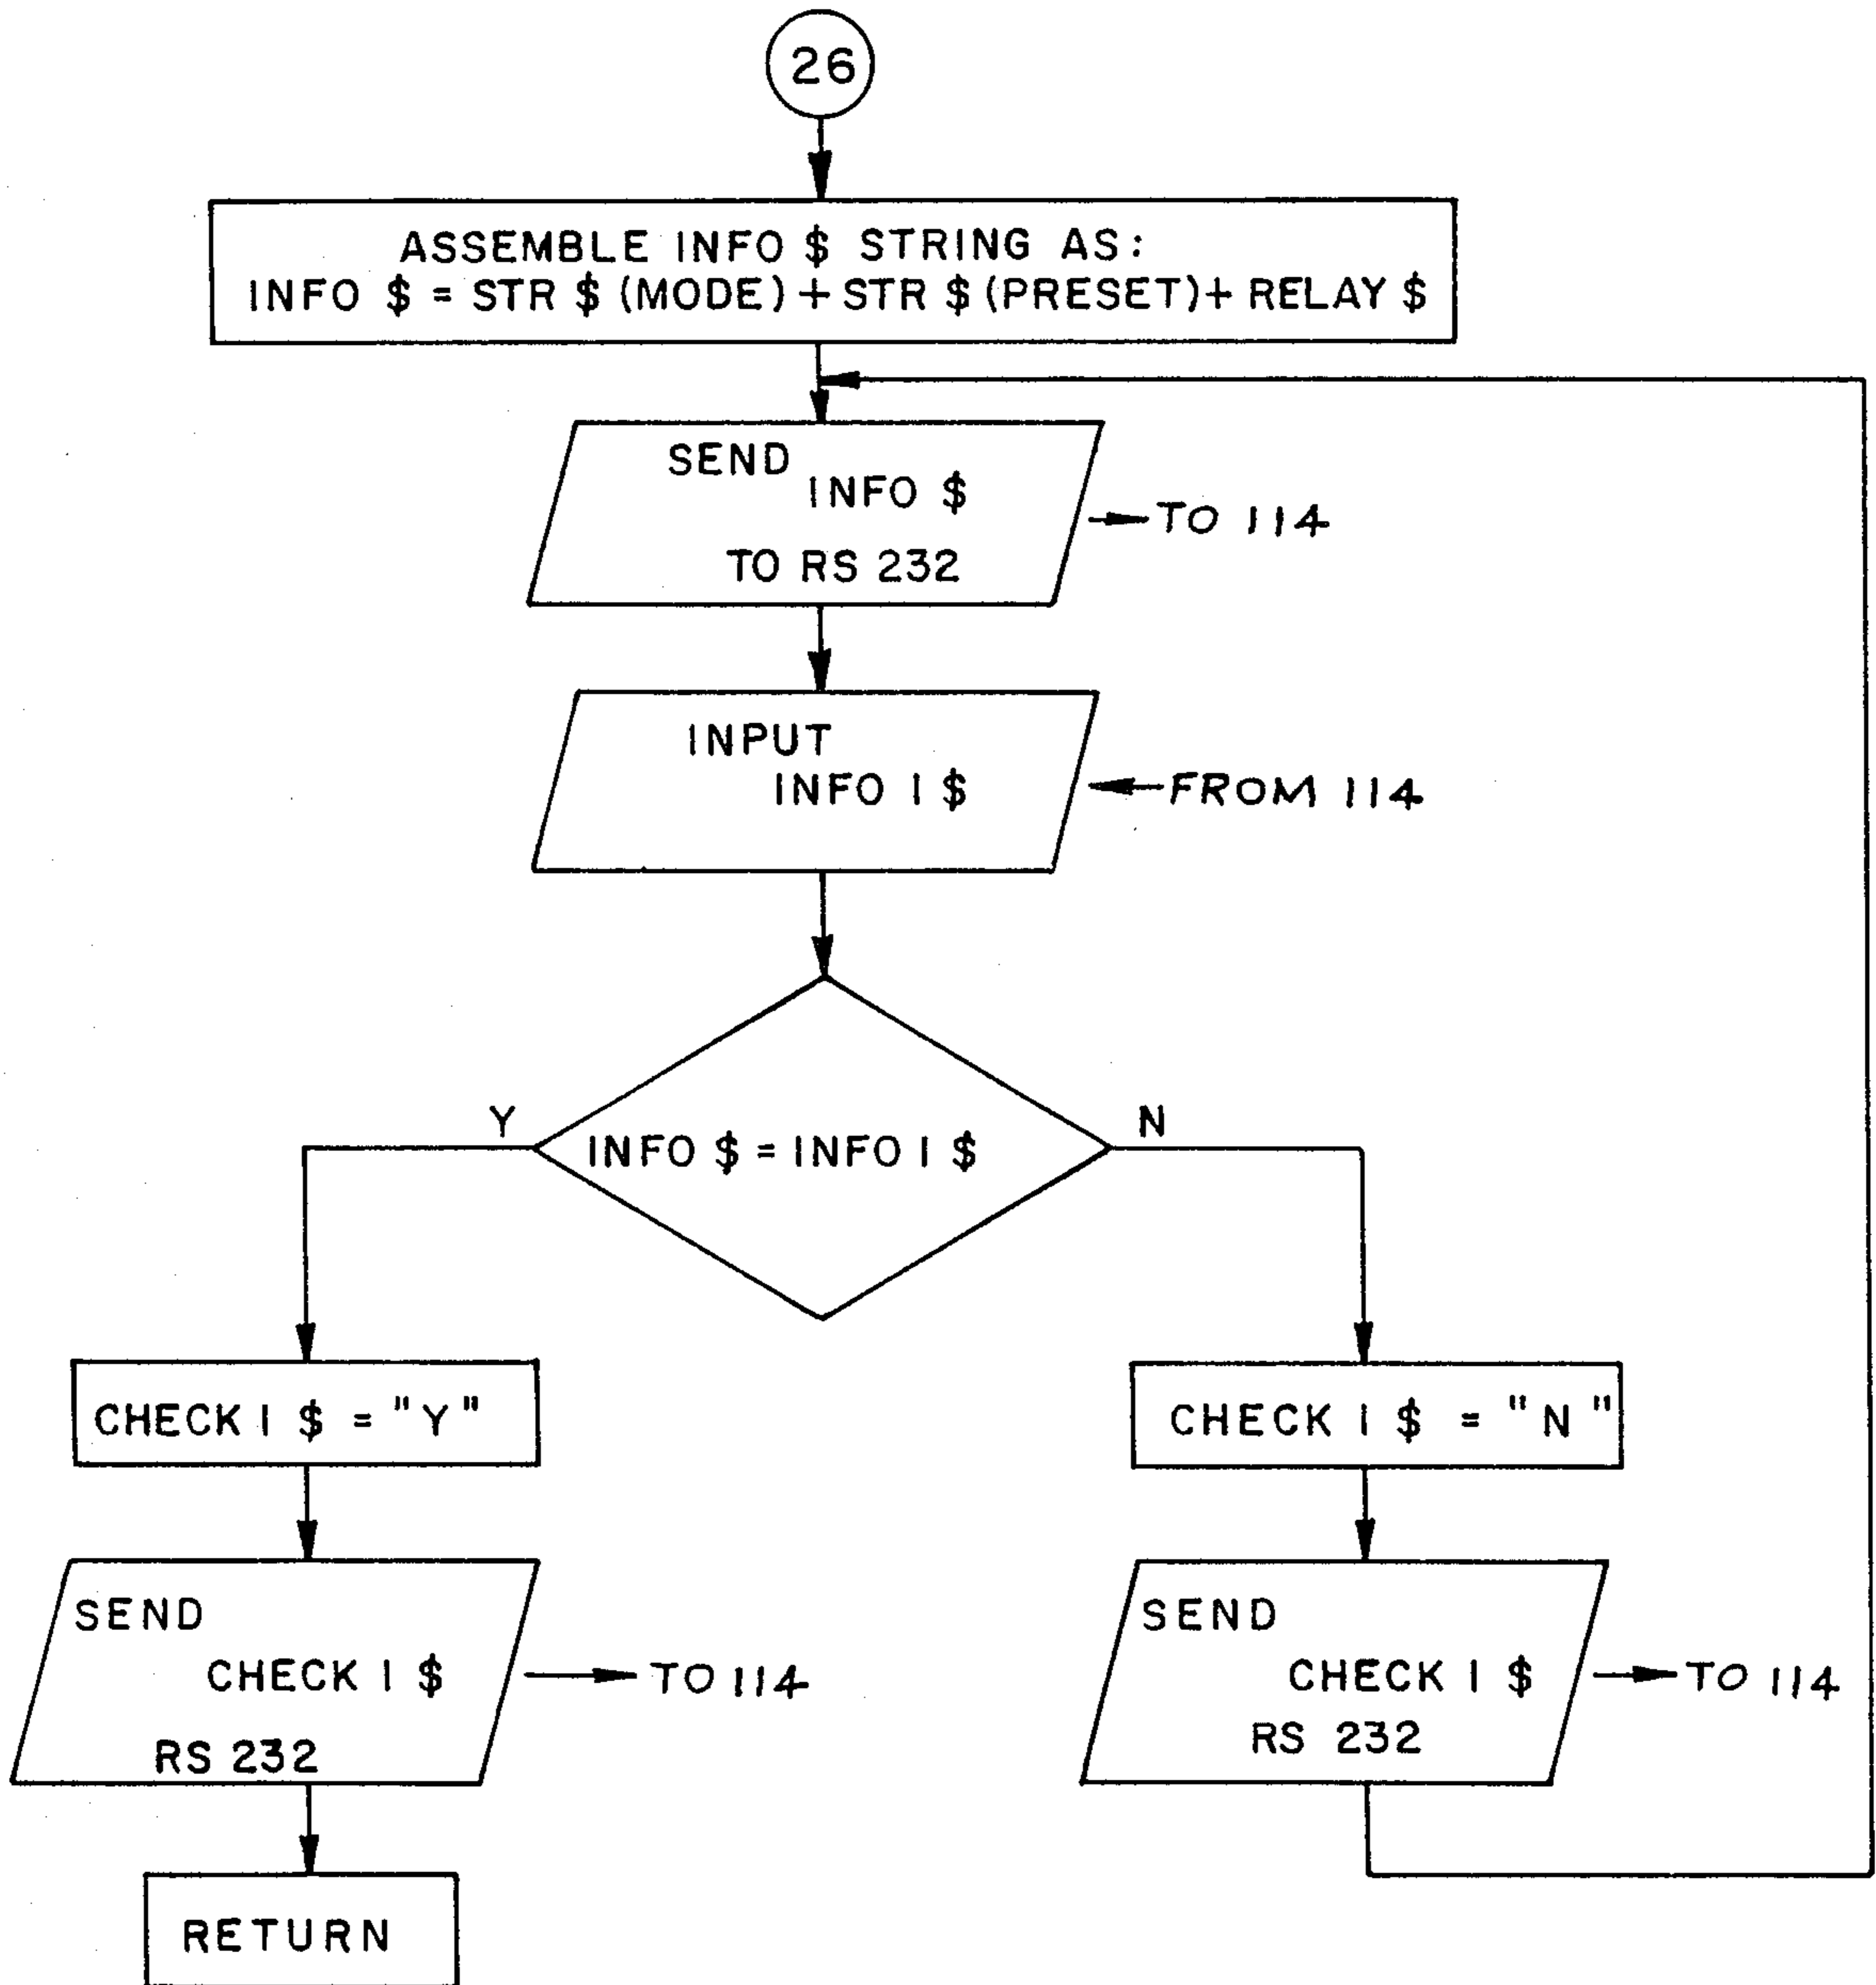 26
ASSEMBLE INFO $ STRING AS:
INFO $ = STR $ (MODE) + STR $ (PRESET) + RELAY $
SEND
INFO $
TO RS 232
TO 114
INPUT
INFO 1 $
FROM 114
Y
INFO $ = INFO 1 $
N
CHECK 1 $ = "Y"
CHECK 1 $ = "N"
SEND
CHECK 1 $
RS 232
TO 114
SEND
CHECK 1 $
RS 232
TO 114
RETURN